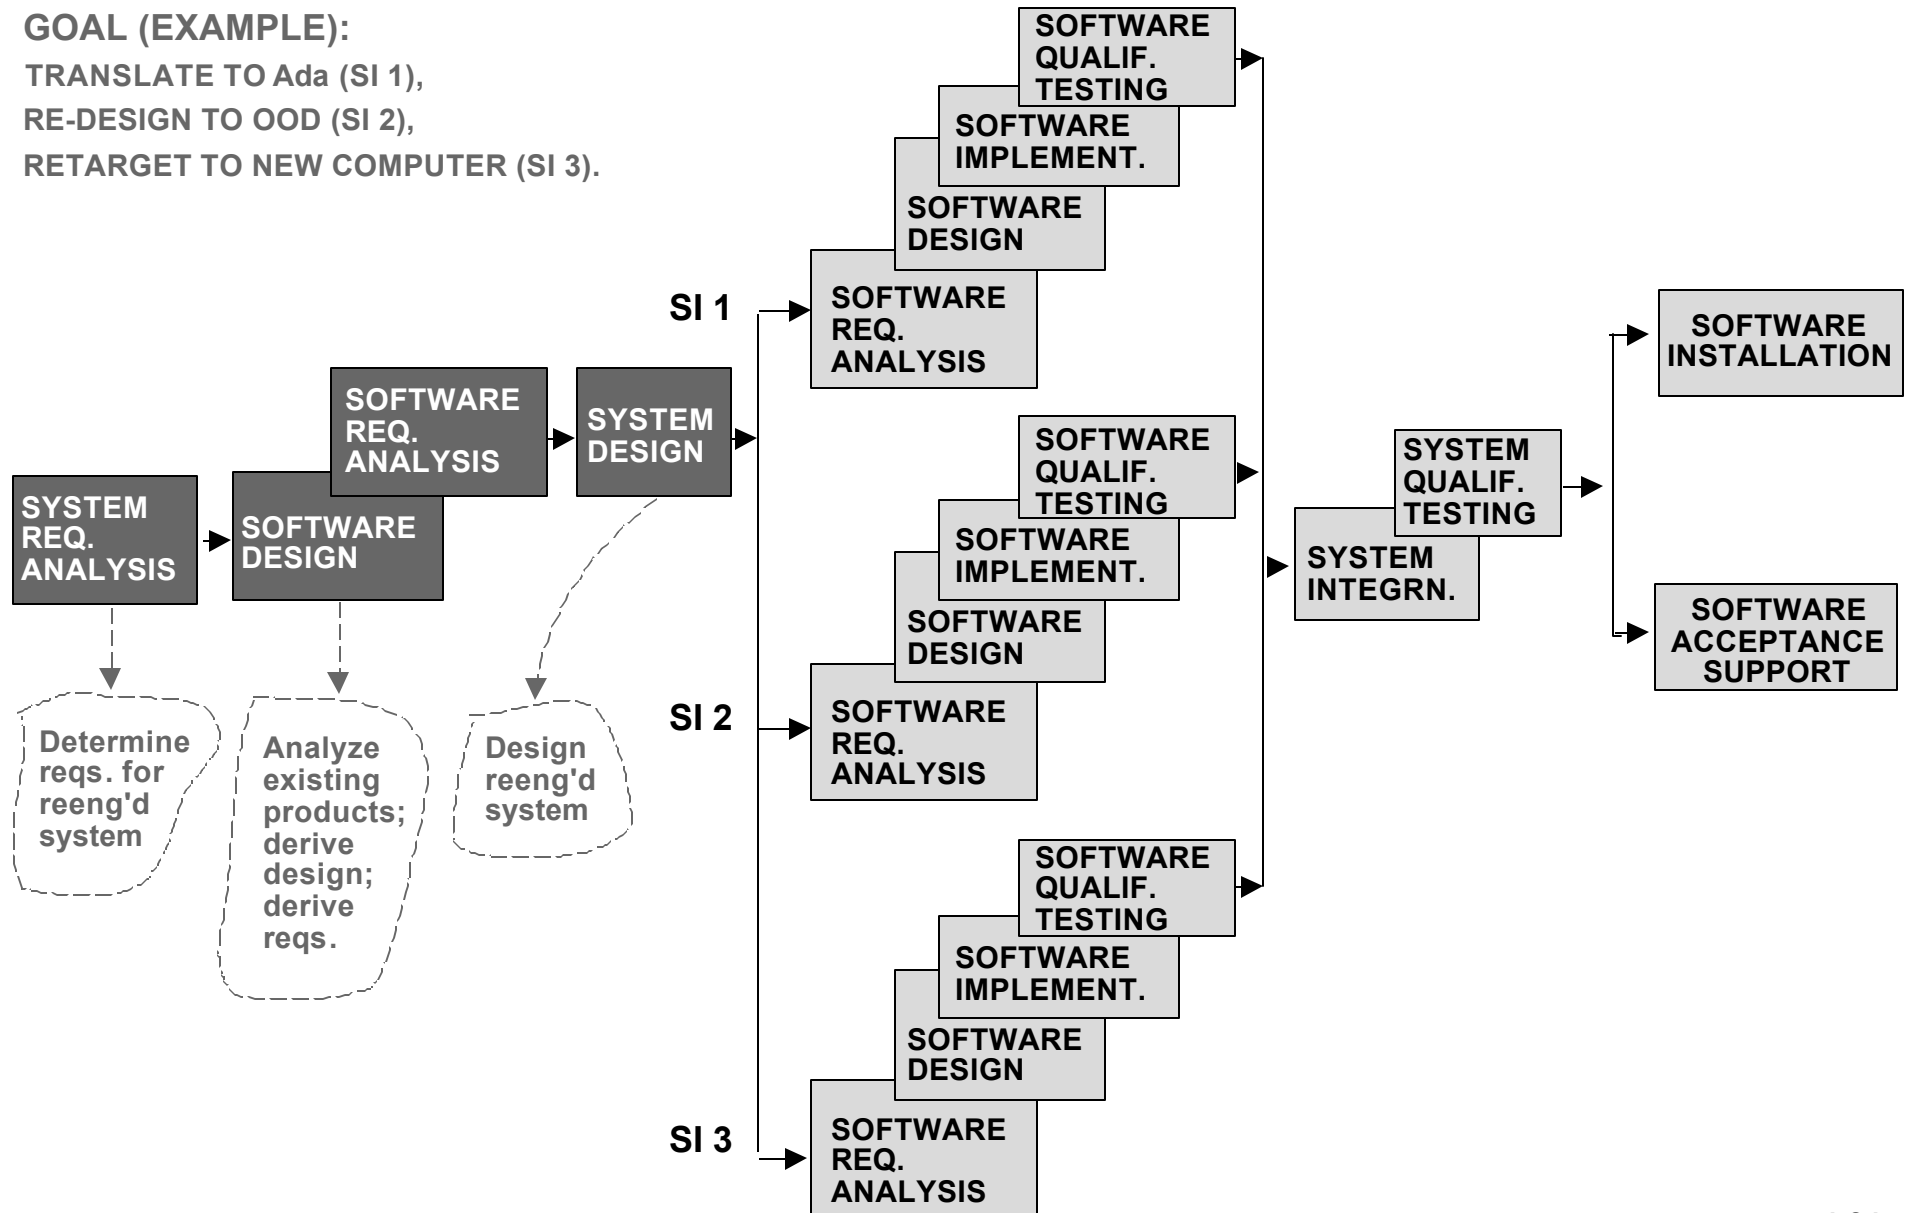 GOAL (EXAMPLE):
TRANSLATE TO Ada (SI 1),
RE-DESIGN TO OOD (SI 2),
RETARGET TO NEW COMPUTER (SI 3).
SYSTEM
REQ.
ANALYSIS
SOFTWARE
DESIGN
SOFTWARE
REQ.
ANALYSIS
SYSTEM
DESIGN
Determine
reqs. for
reeng'd
system
Analyze
existing
products;
derive
design;
derive
reqs.
Design
reeng'd
system
SI 1
SOFTWARE
REQ.
ANALYSIS
SOFTWARE
DESIGN
SOFTWARE
IMPLEMENT.
SOFTWARE
QUALIF.
TESTING
SI 2
SOFTWARE
REQ.
ANALYSIS
SOFTWARE
DESIGN
SOFTWARE
IMPLEMENT.
SOFTWARE
QUALIF.
TESTING
SI 3
SOFTWARE
REQ.
ANALYSIS
SOFTWARE
DESIGN
SOFTWARE
IMPLEMENT.
SOFTWARE
QUALIF.
TESTING
SYSTEM
INTEGRN.
SYSTEM
QUALIF.
TESTING
SOFTWARE
INSTALLATION
SOFTWARE
ACCEPTANCE
SUPPORT